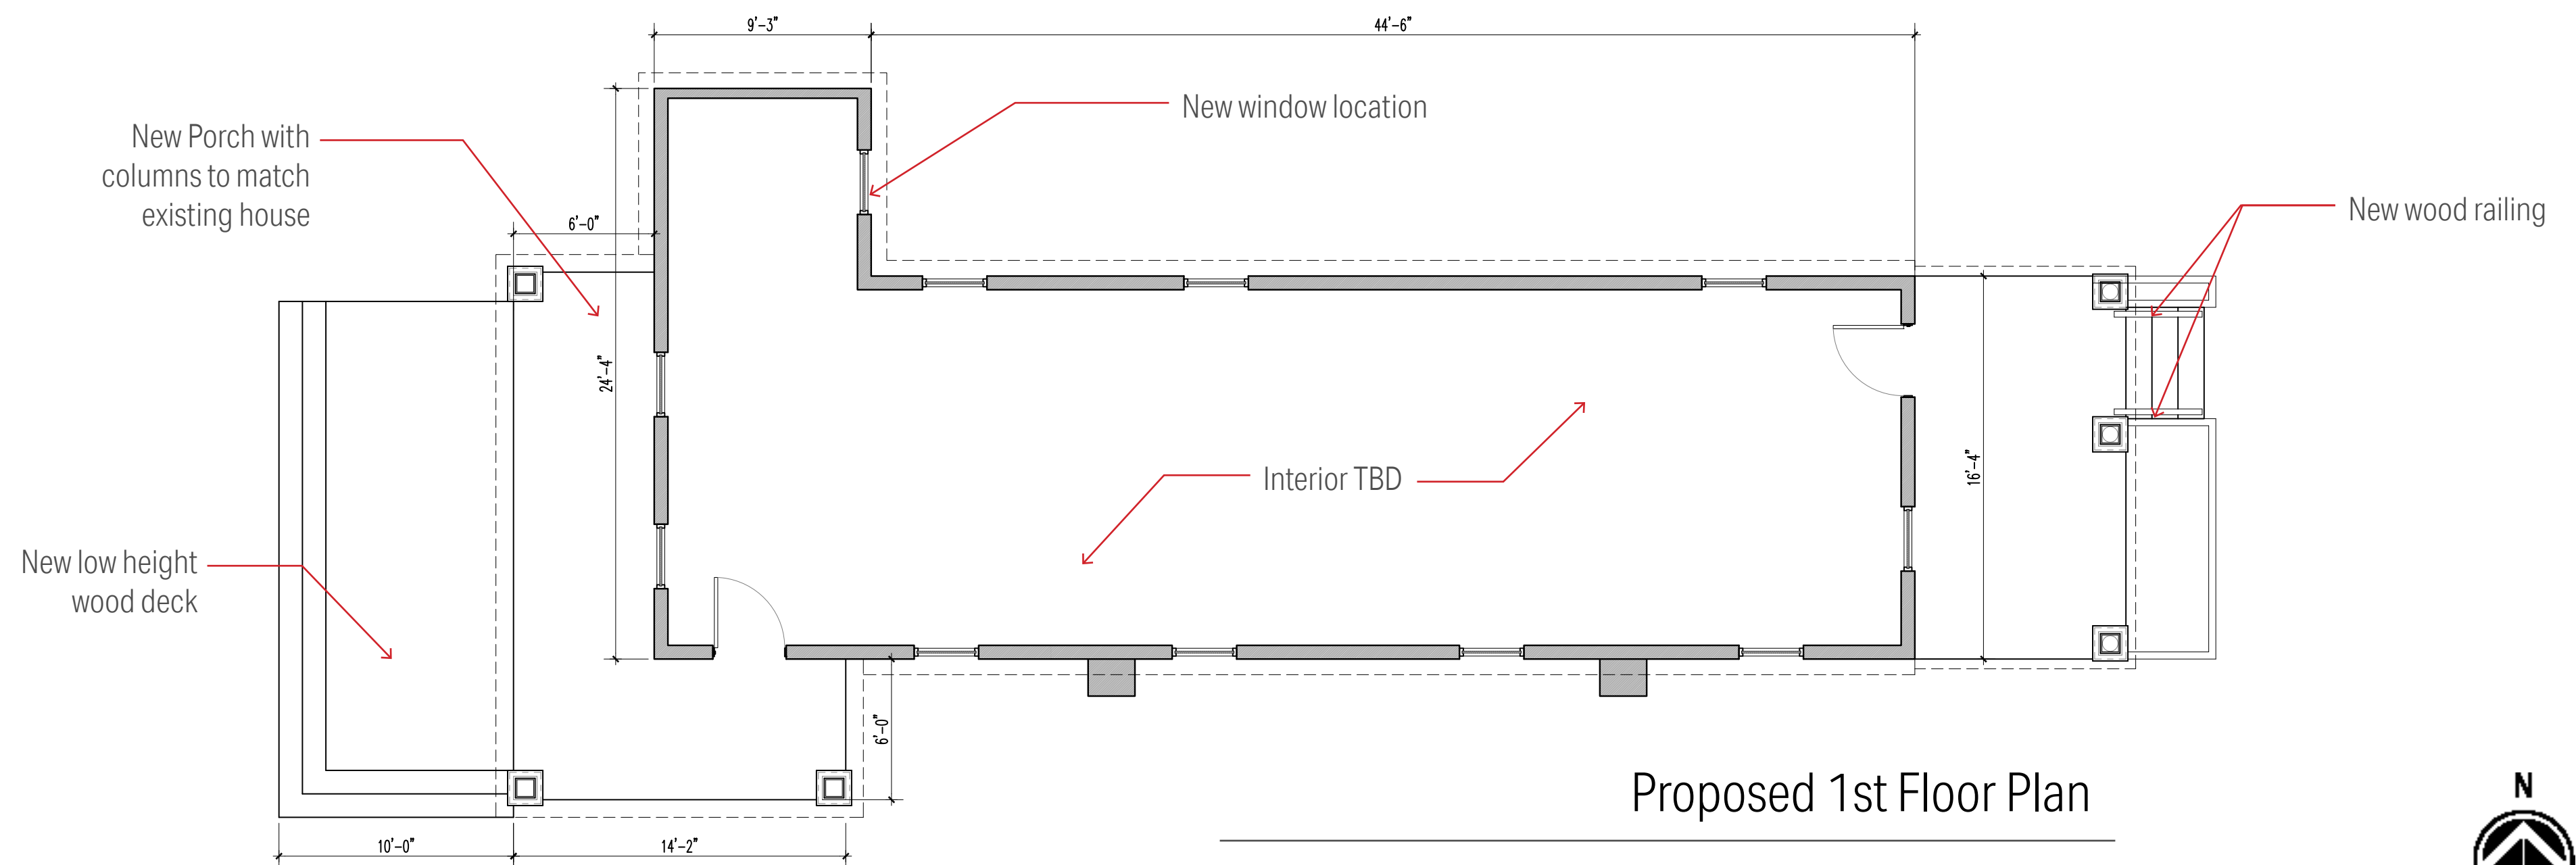 9'-3"
44'-6"
New window location
New Porch with
columns to match
existing house
6'-0"
New wood railing
24'-4"
16'-4"
Interior TBD
New low height
wood deck
6'-0"
Proposed 1st Floor Plan
N
10'-0"
14'-2"